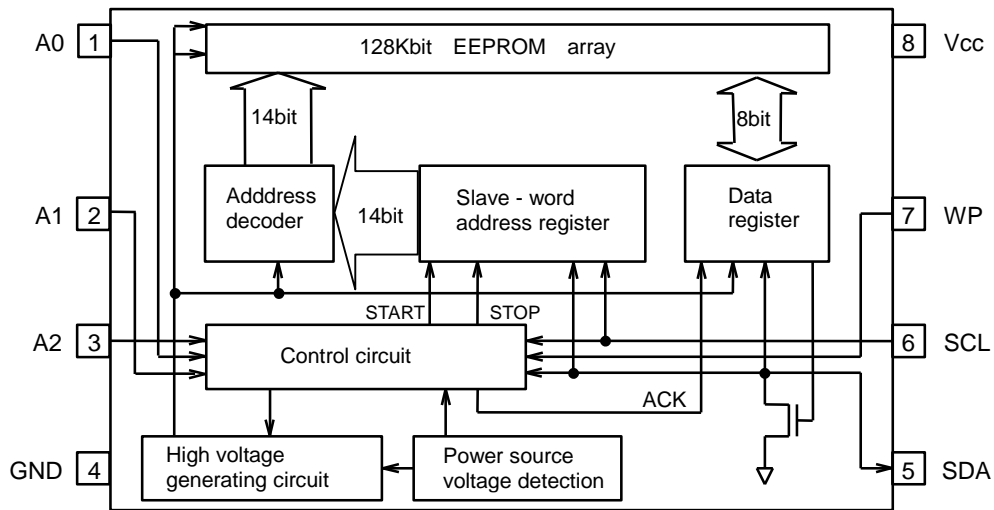 A0 1
128Kbit EEPROM array
8 Vcc
14bit
8bit
A1 2
Adddress
decoder
14bit
Slave - word
address register
Data
register
7 WP
START STOP
A2 3
Control circuit
6 SCL
ACK
GND 4
High voltage
generating circuit
Power source
voltage detection
5 SDA